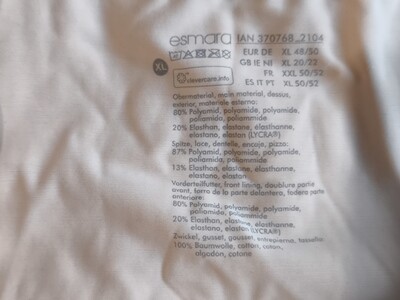 esmara IAN 370768_2104
EUR DE XL 48/50
GB IE NI XL 20/22
FR XXL 50/52
ES IT PT XL 50/52
XL
clevercare.info
Obermaterial, main material, dessus,
exterior, materiale esterno:
80% Polyamid, polyamide, polyamide,
poliamida, poliammide
20% Elasthan, elastane, élasthanne,
elastano, elastan (LYCRA®)
Spitze, lace, dentelle, encaje, pizzo:
87% Polyamid, polyamide, polyamide,
poliamida, poliammide
13% Elasthan, elastane, élasthanne,
elastano, elastan
Vorderteilfutter, front lining, doublure partie
avant, forro de la parte delantera, fodera parte
anteriore:
80% Polyamid, polyamide, polyamide,
poliamida, poliammide
20% Elasthan, elastane, élasthanne,
elastano, elastan (LYCRA®)
Zwickel, gusset, gousset, entrepierna, tassello:
100% Baumwolle, cotton, coton,
algodón, cotone